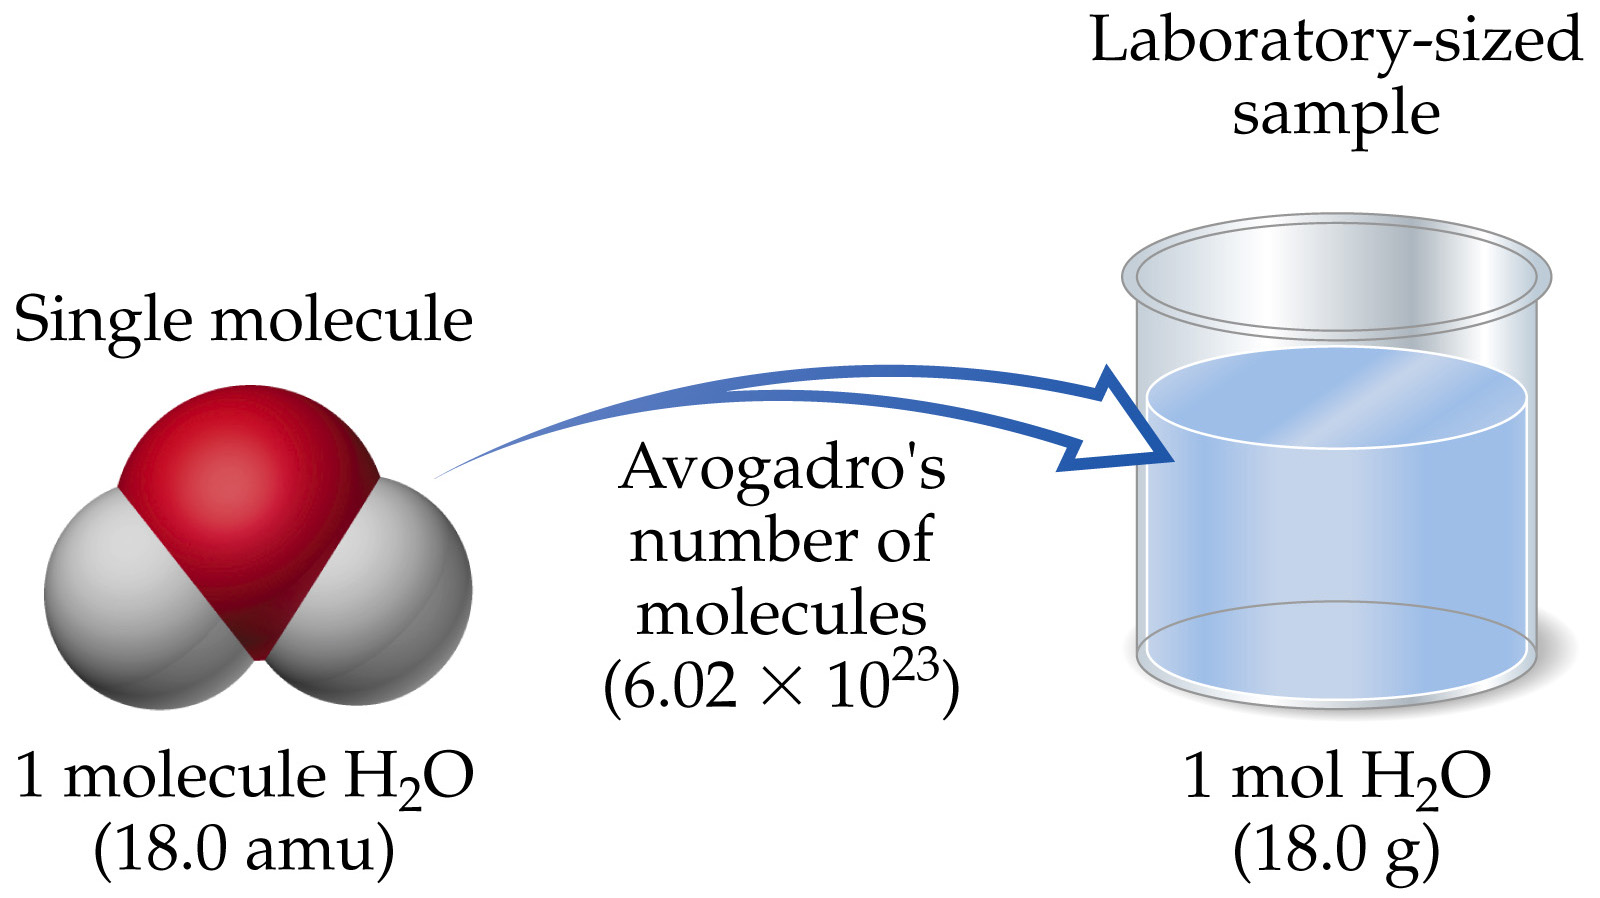 Laboratory-sized
sample
Single molecule
Avogadro's
number of
molecules
(6.02 × 10²³)
1 molecule H₂O
(18.0 amu)
1 mol H₂O
(18.0 g)